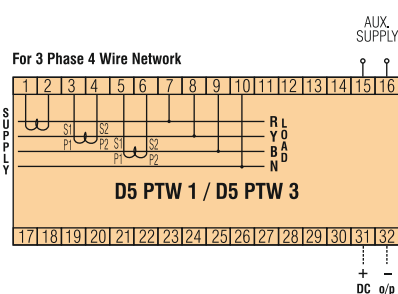 AUX.
SUPPLY
For 3 Phase 4 Wire Network
1 2 3 4 5 6 7 8 9 10 11 12 13 14 15 16
SUPPLY
S1 S2
P1 P2
S1 S2
P1 P2
R
Y
B
N
LOAD
D5 PTW 1 / D5 PTW 3
17 18 19 20 21 22 23 24 25 26 27 28 29 30 31 32
+ −
DC o/p